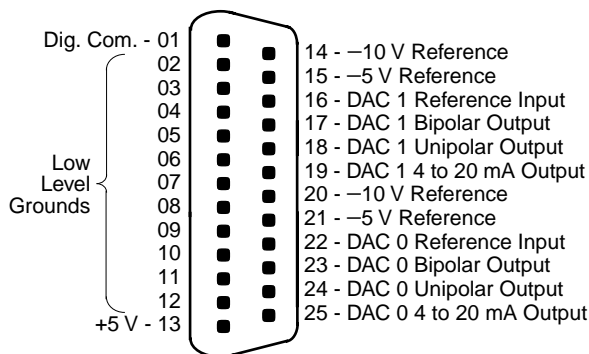 Dig. Com. - 01
02
03
04
05
06
07
08
09
10
11
12
+5 V - 13
Low
Level
Grounds
14 - –10 V Reference
15 - –5 V Reference
16 - DAC 1 Reference Input
17 - DAC 1 Bipolar Output
18 - DAC 1 Unipolar Output
19 - DAC 1 4 to 20 mA Output
20 - –10 V Reference
21 - –5 V Reference
22 - DAC 0 Reference Input
23 - DAC 0 Bipolar Output
24 - DAC 0 Unipolar Output
25 - DAC 0 4 to 20 mA Output